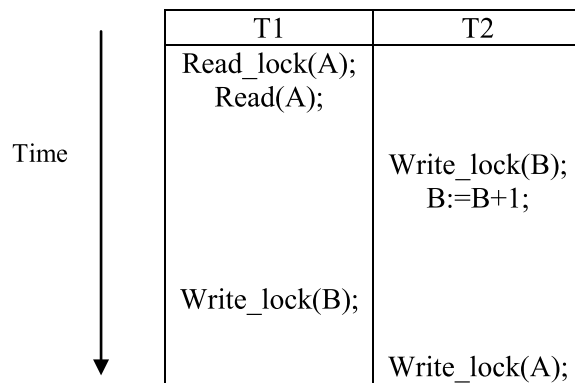 T1 T2
Read_lock(A);
Read(A);
Time
Write_lock(B);
B:=B+1;
Write_lock(B);
Write_lock(A);